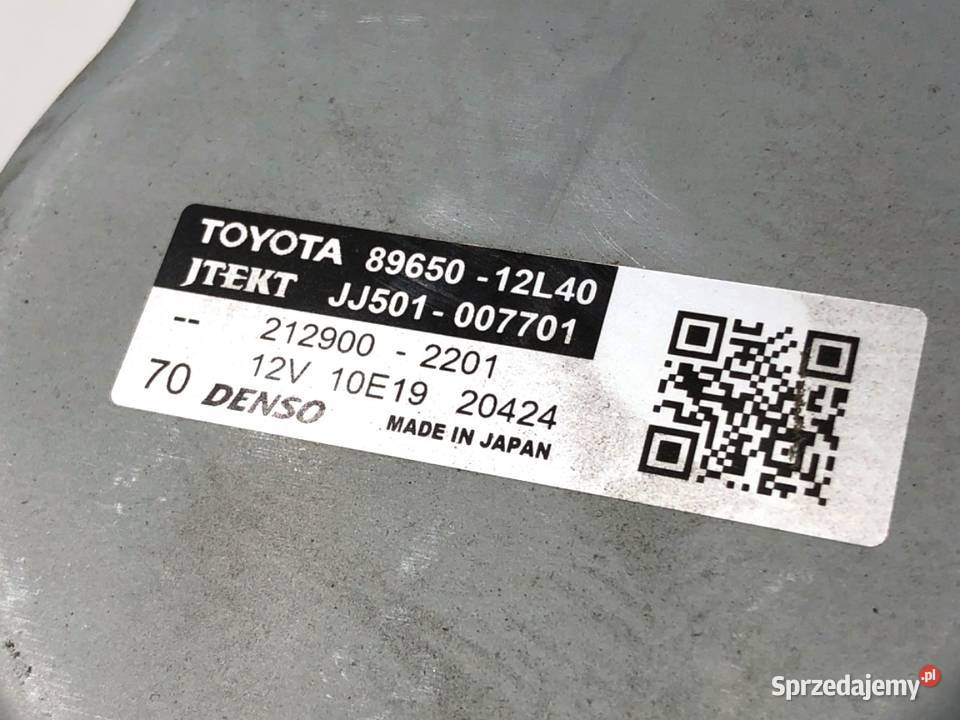 TOYOTA 89650 -12L40
JTEKT JJ501- 007701
-- 212900 - 2201
12V 10E19 20424
70 DENSO MADE IN JAPAN
Sprzedajemy .pl